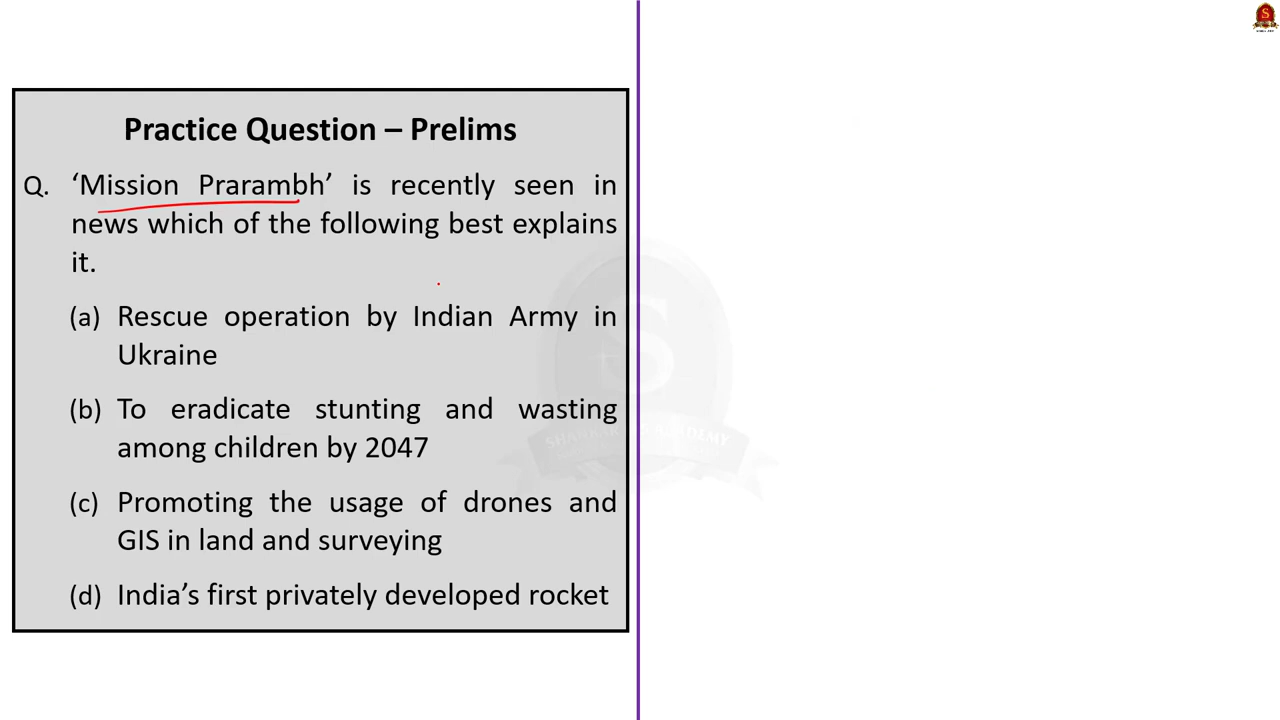 Practice Question – Prelims
Q. ‘Mission Prarambh’ is recently seen in
news which of the following best explains
it.
(a) Rescue operation by Indian Army in
Ukraine
(b) To eradicate stunting and wasting
among children by 2047
(c) Promoting the usage of drones and
GIS in land and surveying
(d) India’s first privately developed rocket